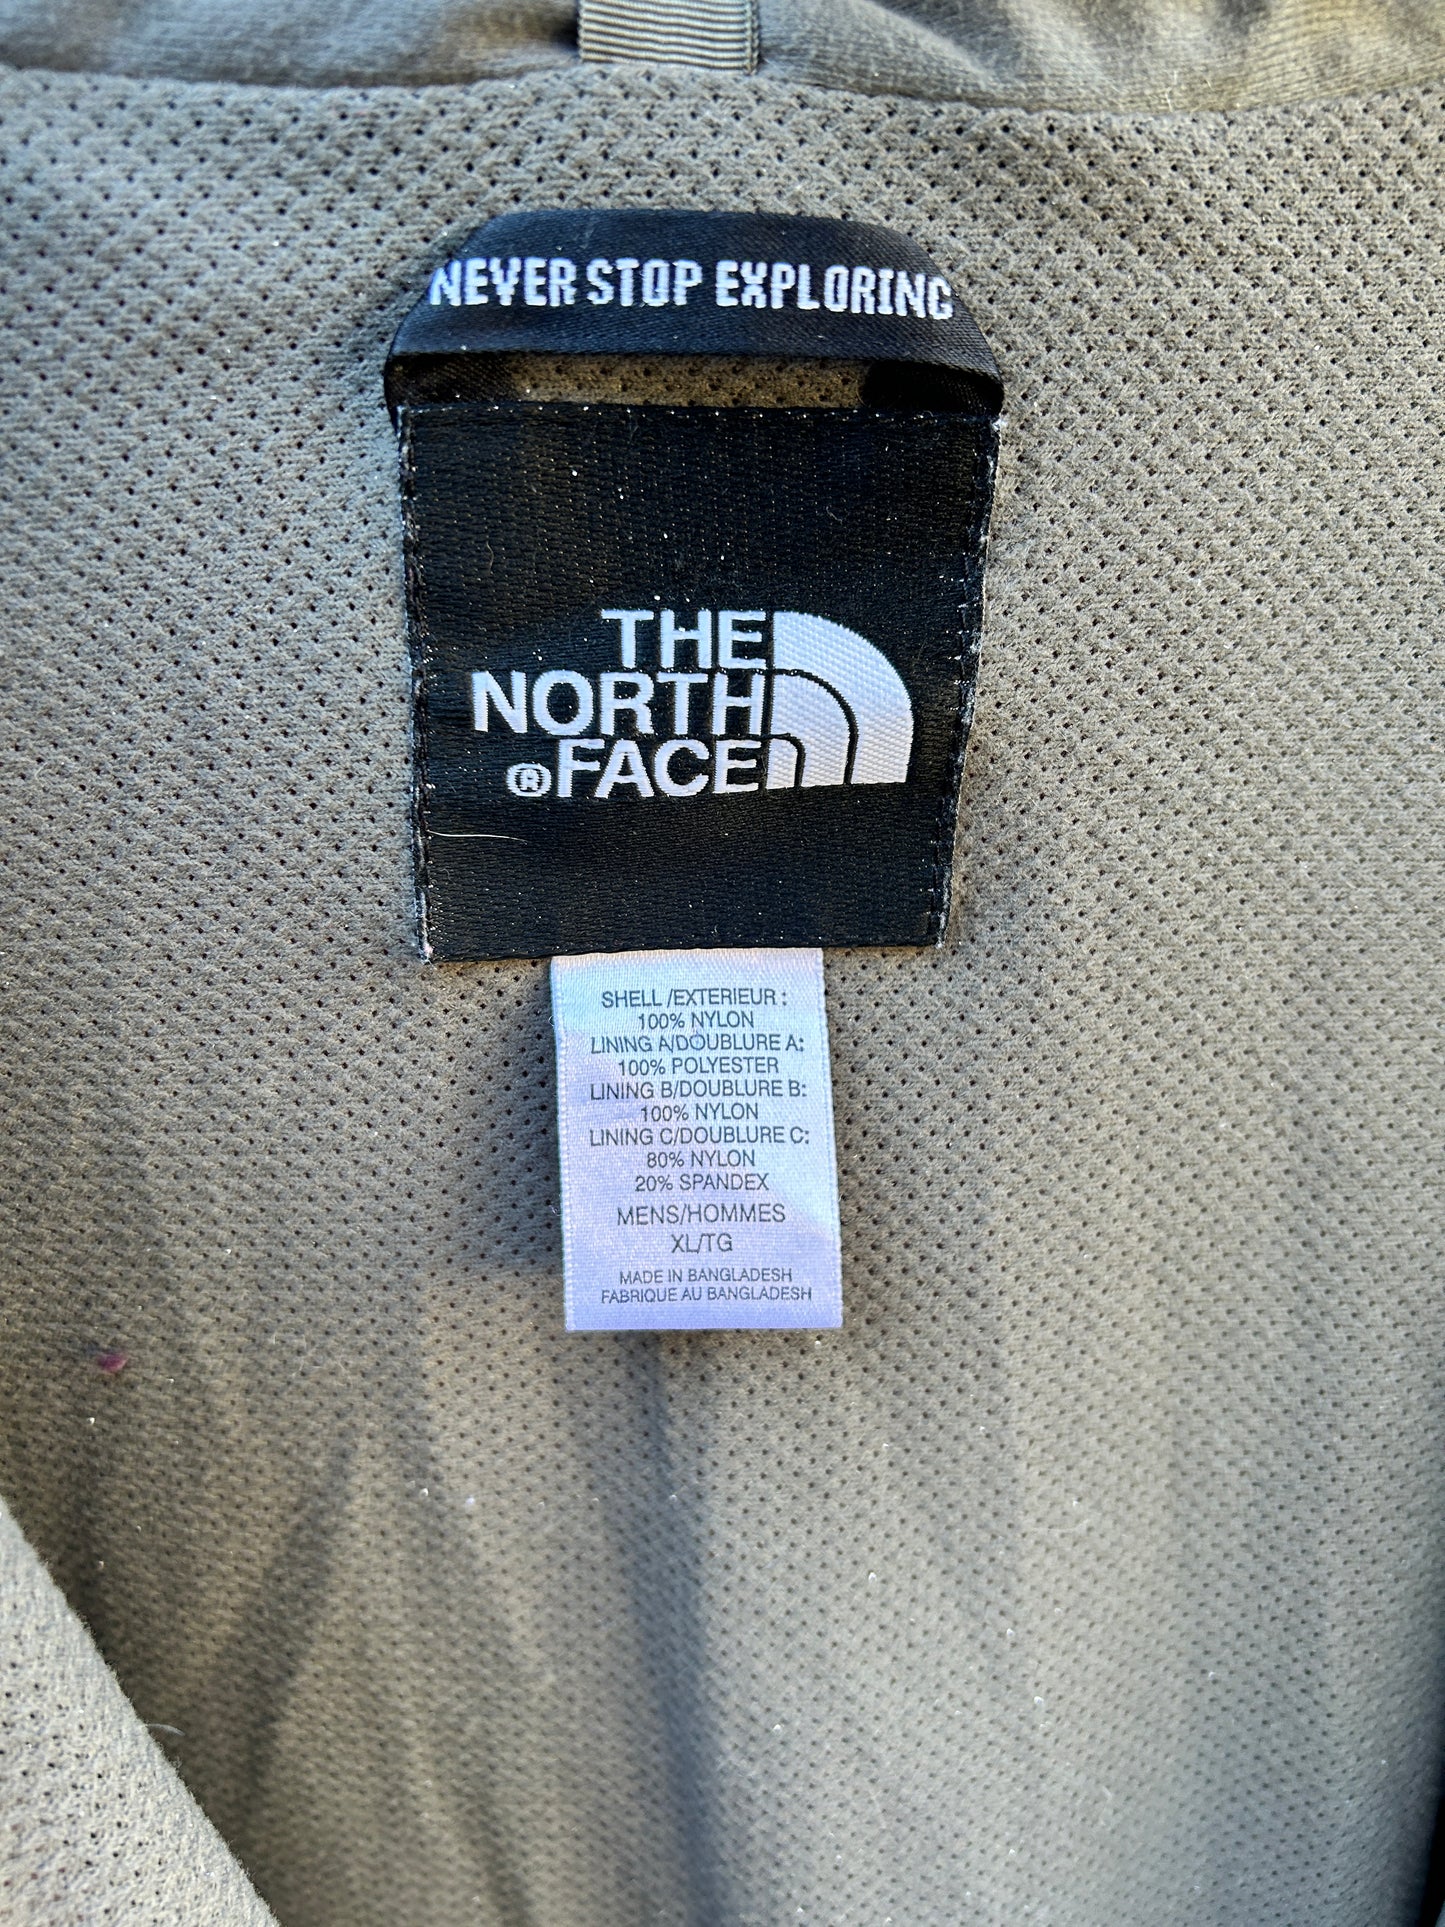 NEVER STOP EXPLORING
THE
NORTH
® FACE
SHELL /EXTERIEUR :
100% NYLON
LINING A/DOUBLURE A:
100% POLYESTER
LINING B/DOUBLURE B:
100% NYLON
LINING C/DOUBLURE C:
80% NYLON
20% SPANDEX
MENS/HOMMES
XL/TG
MADE IN BANGLADESH
FABRIQUE AU BANGLADESH